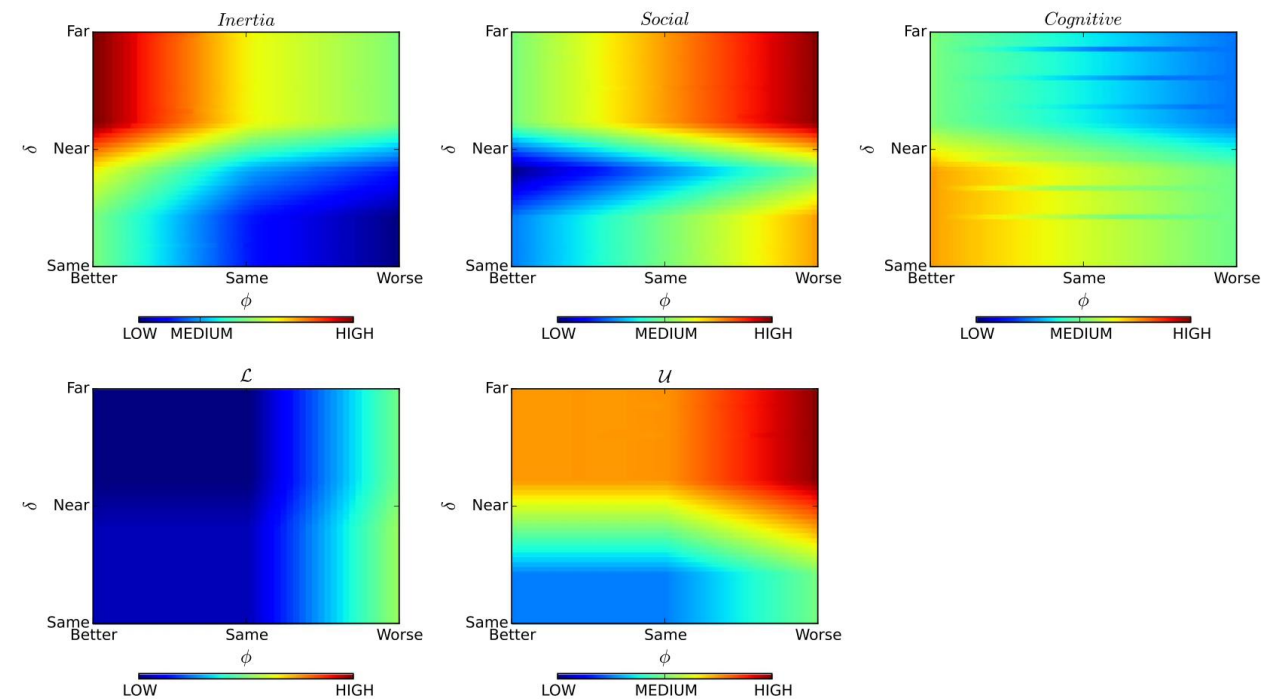 Inertia
Far
δ
Near
Same
Better Same Worse
ϕ
LOW MEDIUM HIGH
Social
Far
δ
Near
Same
Better Same Worse
ϕ
LOW MEDIUM HIGH
Cognitive
Far
δ
Near
Same
Better Same Worse
ϕ
LOW MEDIUM HIGH
ℒ
Far
δ
Near
Same
Better Same Worse
ϕ
LOW HIGH
𝒰
Far
δ
Near
Same
Better Same Worse
ϕ
LOW MEDIUM HIGH